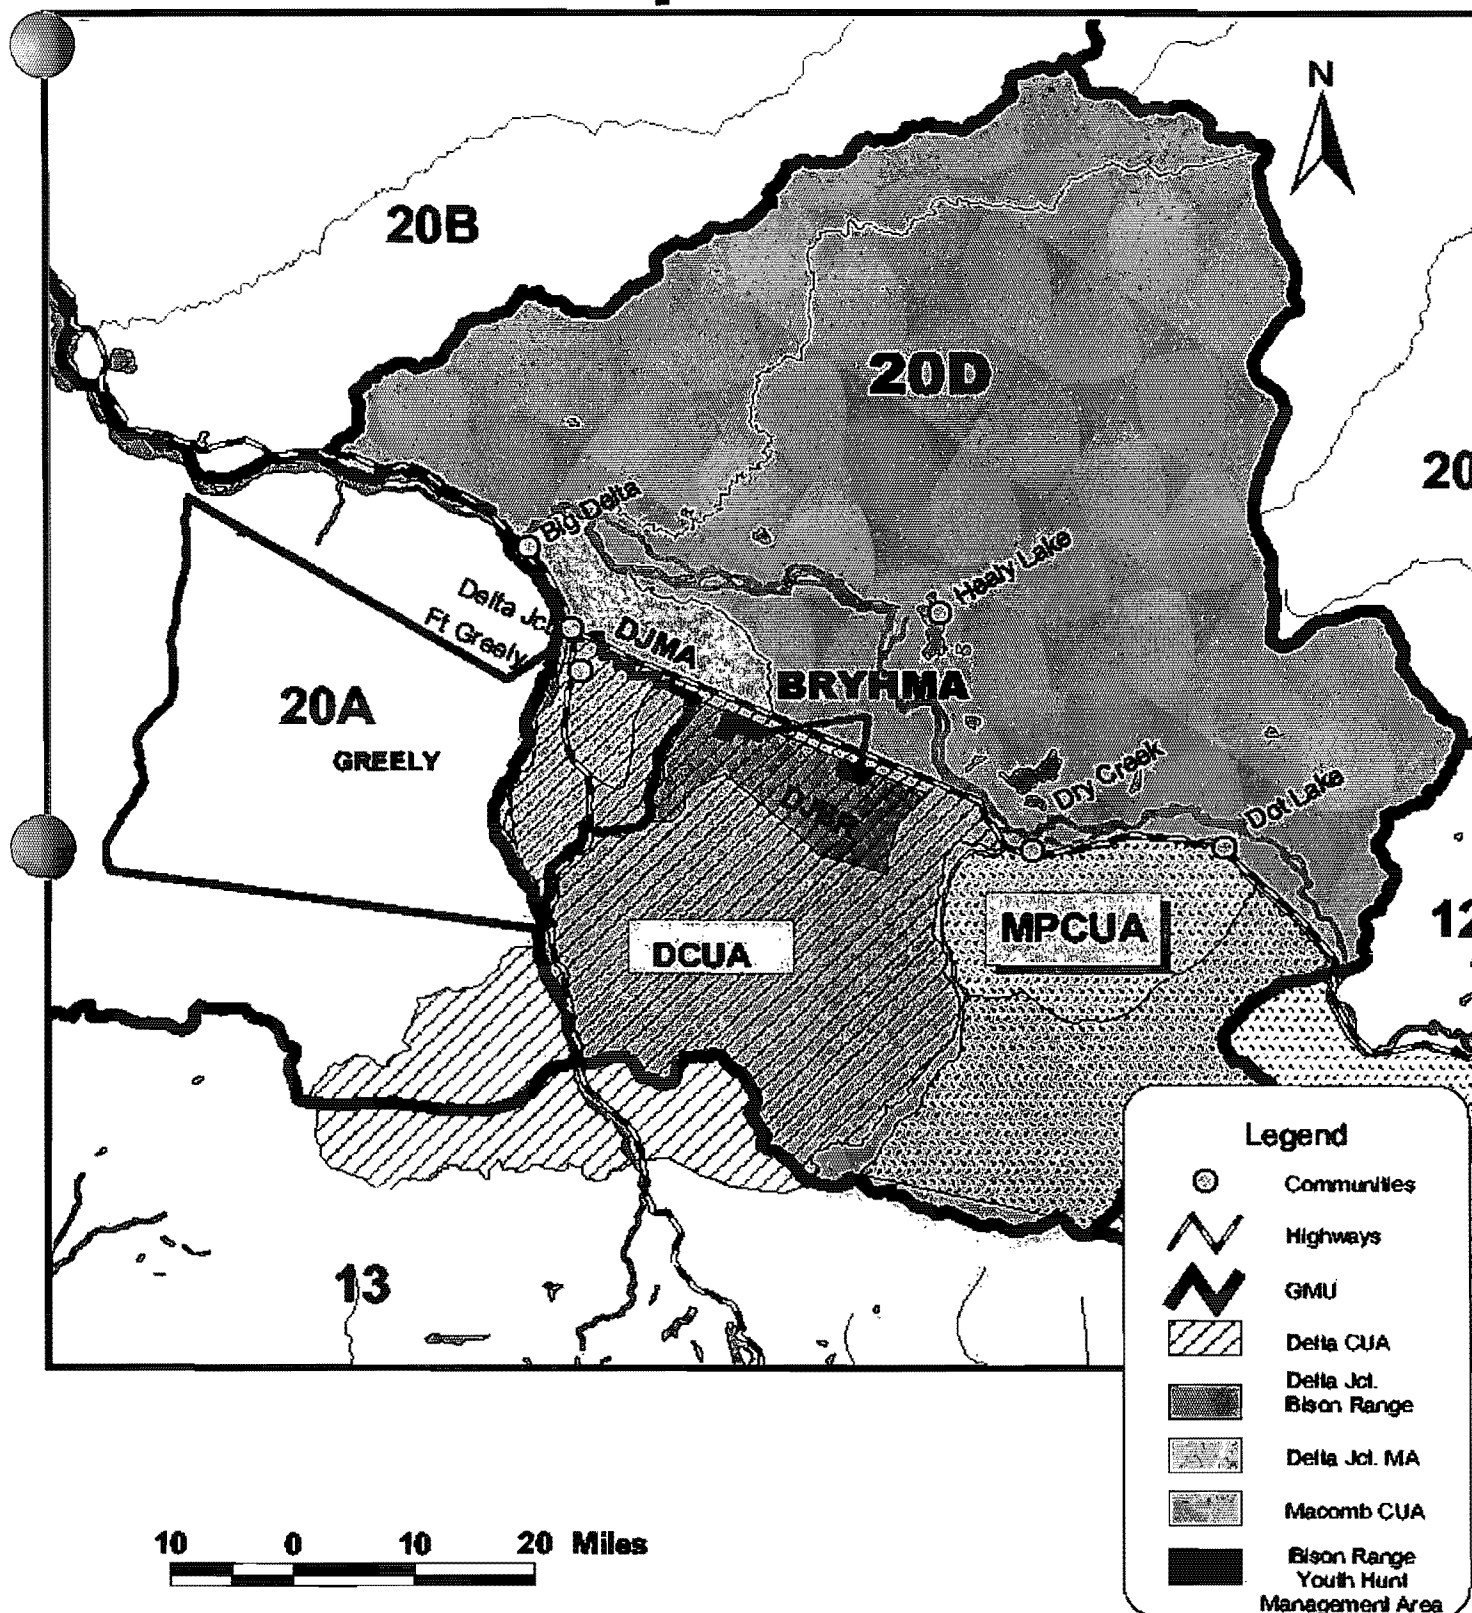 N
20B
20D
20
Big Delta
Healy Lake
Delta Jct.
Ft Greely
DJMA
BRYHMA
20A
GREELY
Dry Creek
DJBR
Dot Lake
12
MPCUA
DCUA
13
Legend
Communities
Highways
GMU
Delta CUA
Delta Jct.
Bison Range
Delta Jct. MA
Macomb CUA
Bison Range
Youth Hunt
Management Area
10 0 10 20 Miles